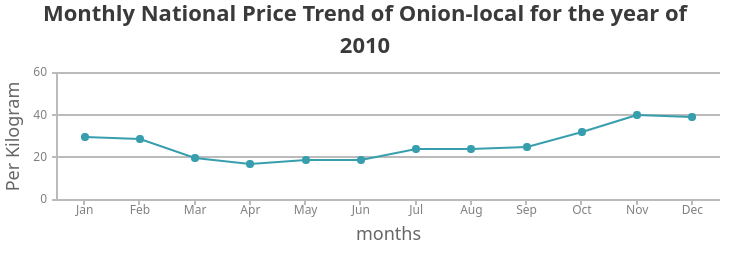 Monthly National Price Trend of Onion-local for the year of
2010
Per Kilogram
60
40
20
0
Jan Feb Mar Apr May Jun Jul Aug Sep Oct Nov Dec
months